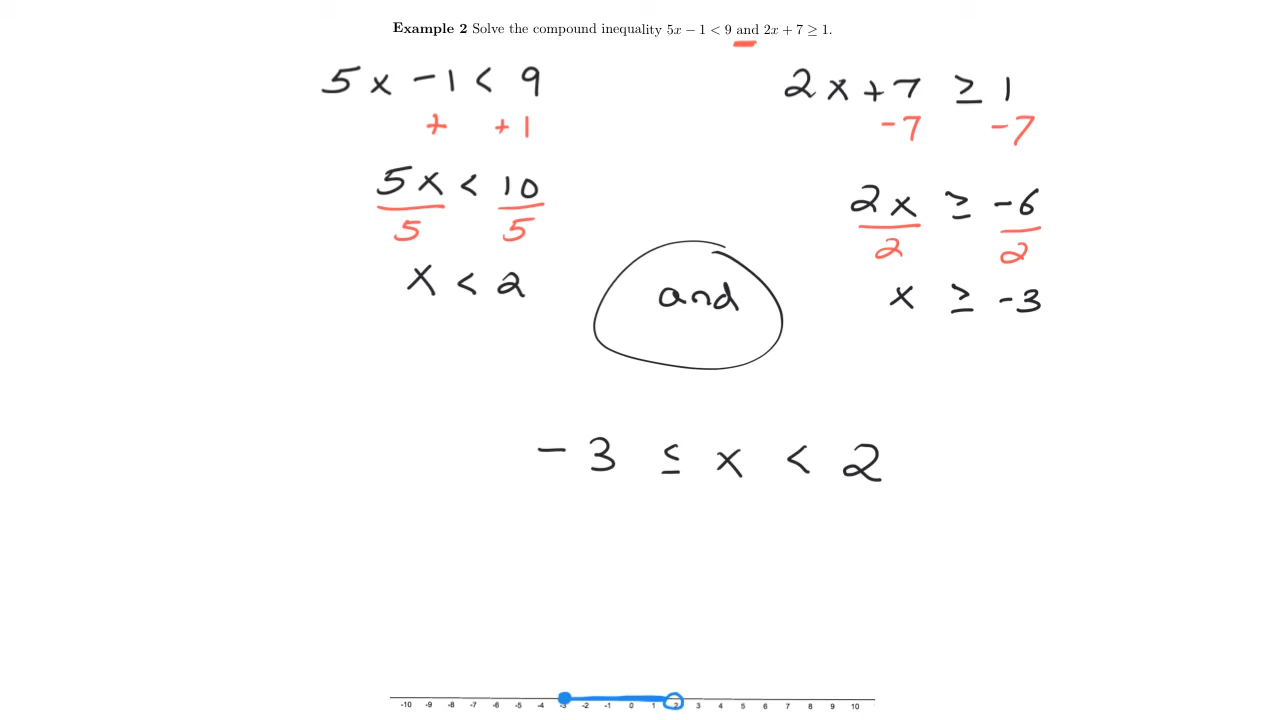 Example 2 Solve the compound inequality 5x − 1 < 9 and 2x + 7 ≥ 1.
5x − 1 < 9
+ +1
5x < 10
5 5
x < 2
and
2x + 7 ≥ 1
−7 −7
2x ≥ −6
2 2
x ≥ −3
−3 ≤ x < 2
-10 -9 -8 -7 -6 -5 -4 -3 -2 -1 0 1 2 3 4 5 6 7 8 9 10